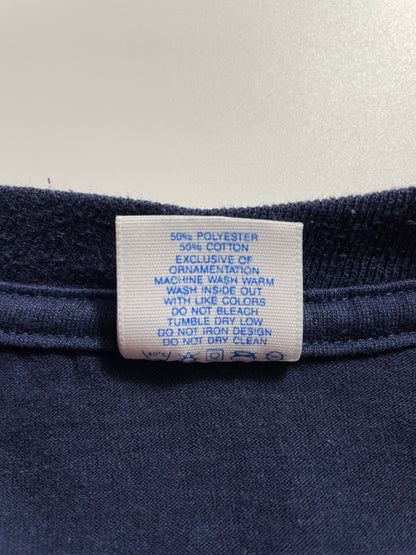 50% POLYESTER
50% COTTON
EXCLUSIVE OF
ORNAMENTATION
MACHINE WASH WARM
WASH INSIDE OUT
WITH LIKE COLORS
DO NOT BLEACH
TUMBLE DRY LOW
DO NOT IRON DESIGN
DO NOT DRY CLEAN
40°C